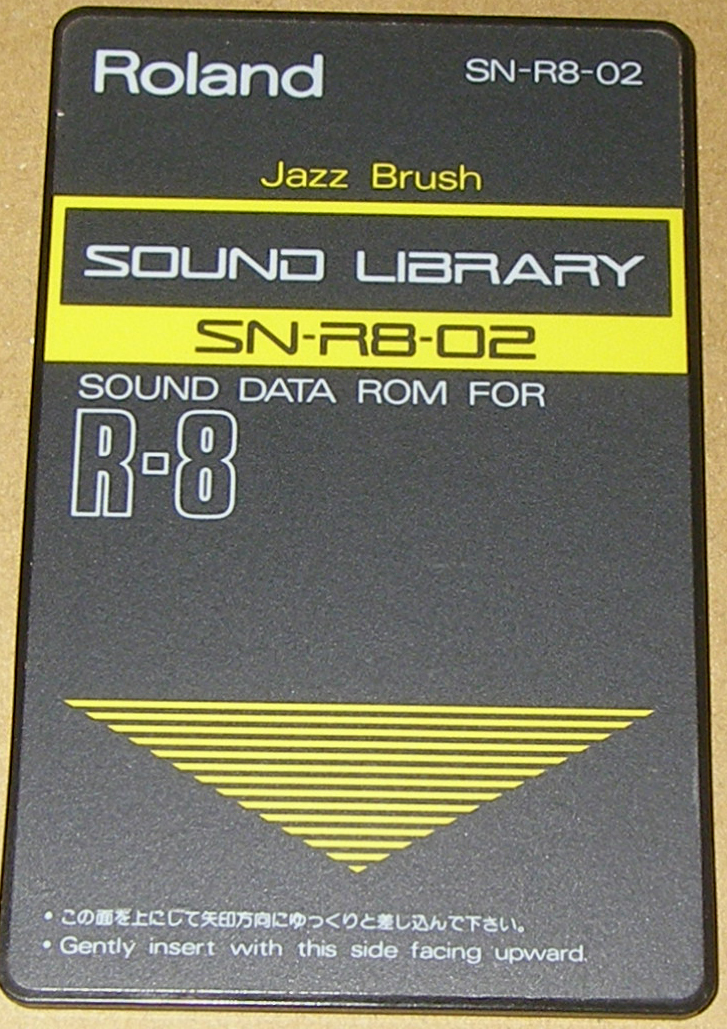 Roland
SN-R8-02
Jazz Brush
SOUND LIBRARY
SN-R8-02
SOUND DATA ROM FOR
R-8
• この面を上にして矢印方向にゆっくりと差し込んで下さい。
• Gently insert with this side facing upward.